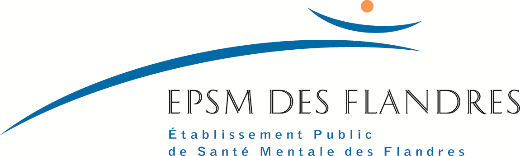 EPSM DES FLANDRES
Établissement Public
de Santé Mentale des Flandres